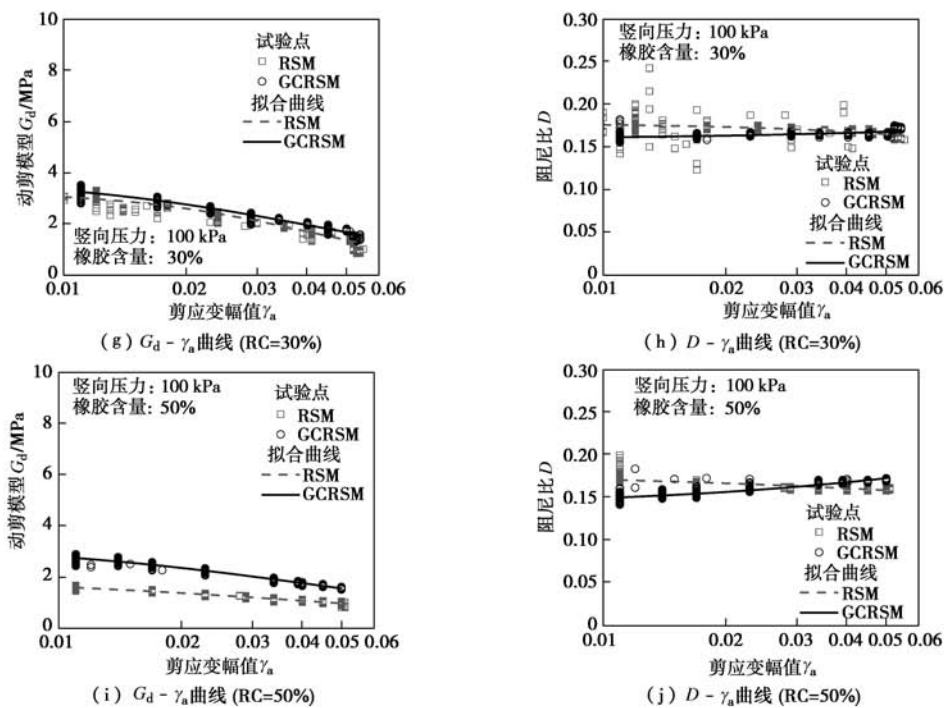 10
8
6
4
2
0
动剪模型 Gd/MPa
试验点
RSM
GCRSM
拟合曲线
RSM
GCRSM
竖向压力: 100 kPa
橡胶含量: 30%
0.01 0.02 0.03 0.04 0.05 0.06
剪应变幅值γa
(g) Gd - γa曲线 (RC=30%)
0.30
0.25
0.20
0.15
0.10
0.00
阻尼比 D
竖向压力: 100 kPa
橡胶含量: 30%
试验点
RSM
GCRSM
拟合曲线
RSM
GCRSM
0.01 0.02 0.03 0.04 0.05 0.06
剪应变幅值γa
(h) D - γa曲线 (RC=30%)
10
8
6
4
2
0
动剪模型 Gd/MPa
竖向压力: 100 kPa
橡胶含量: 50%
试验点
RSM
GCRSM
拟合曲线
RSM
GCRSM
0.01 0.02 0.03 0.04 0.05 0.06
剪应变幅值γa
(i) Gd - γa曲线 (RC=50%)
0.30
0.25
0.20
0.15
0.10
0.00
阻尼比 D
竖向压力: 100 kPa
橡胶含量: 50%
试验点
RSM
GCRSM
拟合曲线
RSM
GCRSM
0.01 0.02 0.03 0.04 0.05 0.06
剪应变幅值γa
(j) D - γa曲线 (RC=50%)